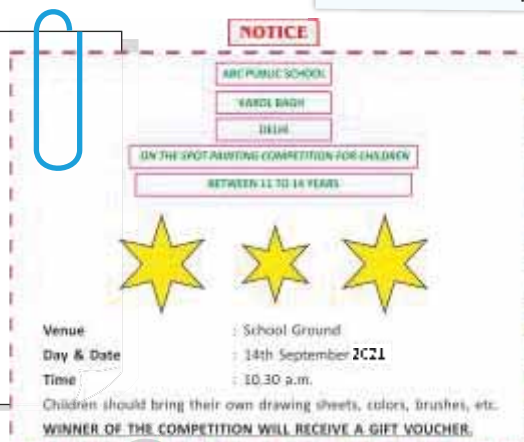 NOTICE
ABC PUBLIC SCHOOL
KAROL BAGH
DELHI
ON THE SPOT PAINTING COMPETITION FOR CHILDREN
BETWEEN 11 TO 14 YEARS
Venue : School Ground
Day & Date : 14th September 2021
Time : 10.30 a.m.
Children should bring their own drawing sheets, colors, brushes, etc.
WINNER OF THE COMPETITION WILL RECEIVE A GIFT VOUCHER.